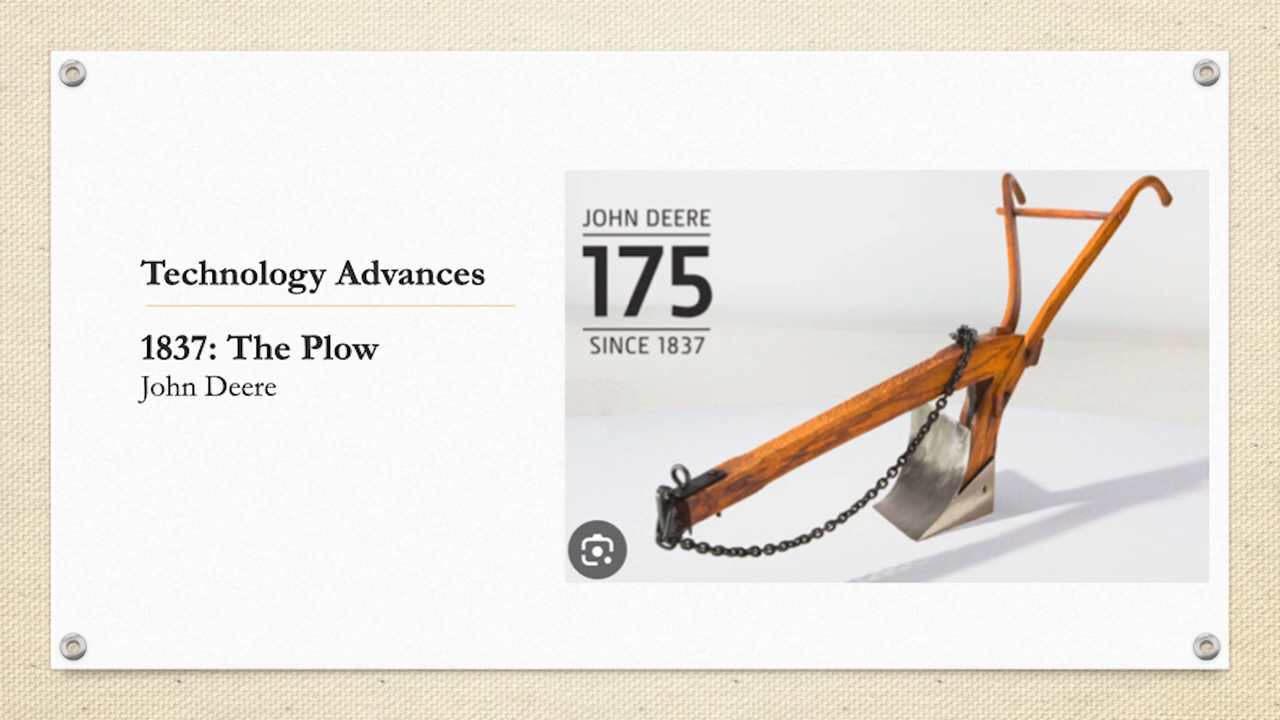 Technology Advances
1837: The Plow
John Deere
JOHN DEERE
175
SINCE 1837